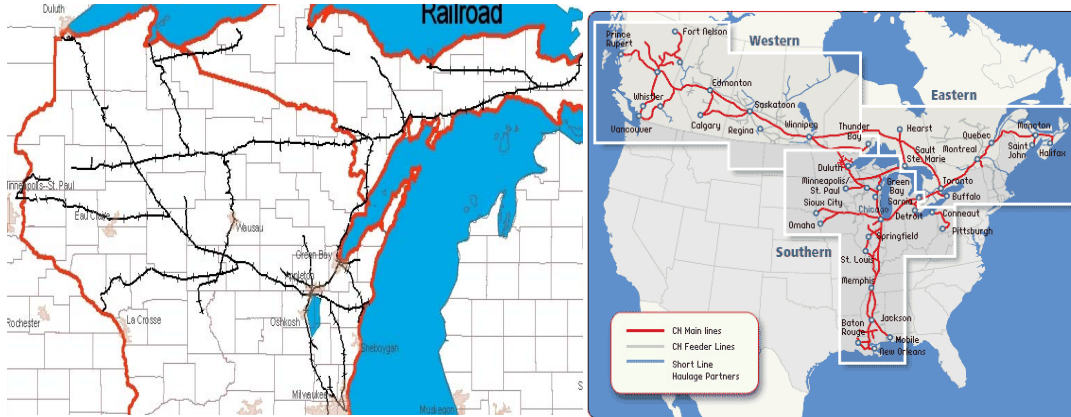 Duluth
Railroad
Eau Claire
Wausau
Green Bay
Appleton
Oshkosh
Rochester
La Crosse
Sheboygan
Milwaukee
Muskegon
Prince
Rupert
Fort Nelson
Western
Edmonton
Whistler
Saskatoon
Eastern
Vancouver
Calgary
Regina
Winnipeg
Thunder
Bay
Hearst
Quebec
Moncton
Sault
Ste. Marie
Montreal
Saint
John
Halifax
Duluth
Minneapolis/
St. Paul
Green
Bay
Toronto
Sarnia
Buffalo
Sioux City
Chicago
Detroit
Conneaut
Omaha
Springfield
Pittsburgh
Southern
St. Louis
Memphis
Jackson
Baton
Rouge
Mobile
New Orleans
CN Main lines
CN Feeder Lines
Short Line
Haulage Partners